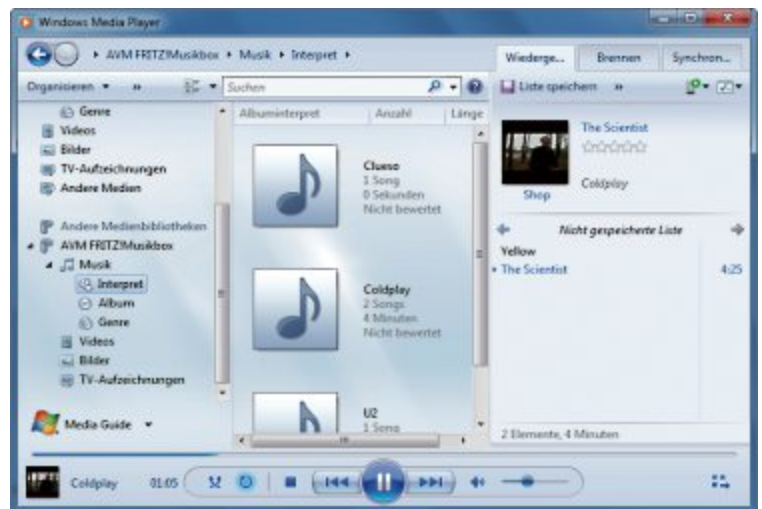 Windows Media Player
AVM FRITZ!Musikbox Musik Interpret
Wiederge... Brennen Synchron...
Organisieren Suchen Liste speichern
Genre
Videos
Bilder
TV-Aufzeichnungen
Andere Medien
Andere Medienbibliotheken
AVM FRITZ!Musikbox
Musik
Interpret
Album
Genre
Videos
Bilder
TV-Aufzeichnungen
Media Guide
Albuminterpret Anzahl Länge
Clueso
1 Song
0 Sekunden
Nicht bewertet
Coldplay
2 Songs
4 Minuten
Nicht bewertet
U2
1 Song
The Scientist
Coldplay
Shop
Nicht gespeicherte Liste
Yellow
The Scientist 4:25
2 Elemente, 4 Minuten
Coldplay 01:05